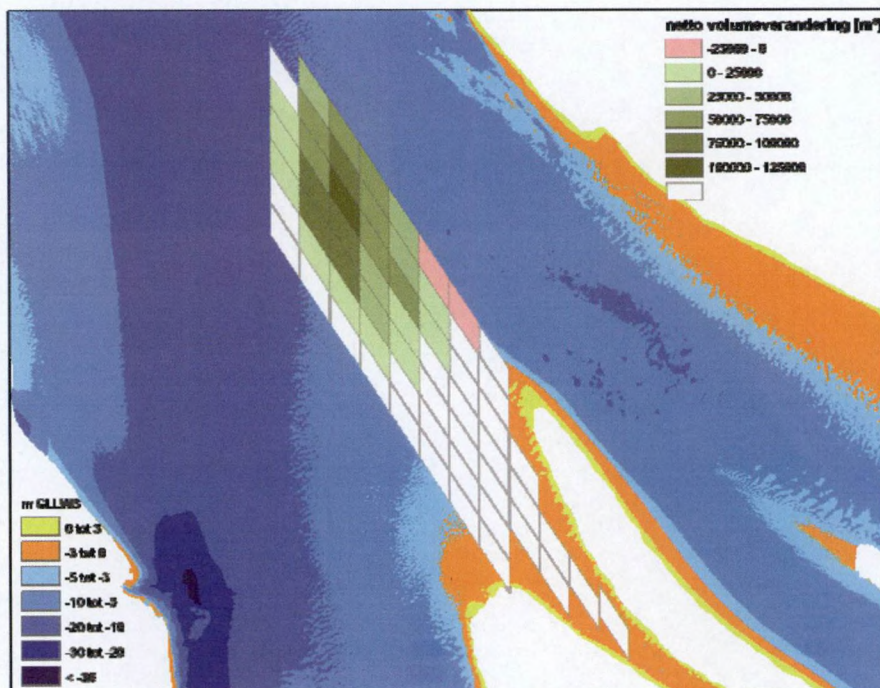 netto volumeverandering [m³]
-25000 - 0
0 - 25000
25000 - 50000
50000 - 75000
75000 - 100000
100000 - 125000
m GLLWS
0 tot 3
-3 tot 0
-5 tot -3
-10 tot -5
-20 tot -10
-30 tot -20